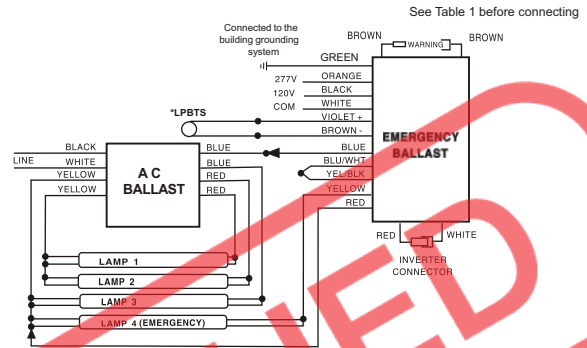 See Table 1 before connecting
Connected to the
building grounding
system
BROWN
WARNING
BROWN
GREEN
277V
ORANGE
120V
BLACK
COM
WHITE
*LPBTS
VIOLET +
BROWN -
EMERGENCY
BALLAST
BLUE
BLU/WHT
YEL/BLK
YELLOW
RED
BLACK
LINE
WHITE
YELLOW
YELLOW
A C
BALLAST
BLUE
BLUE
RED
RED
RED
WHITE
INVERTER
CONNECTOR
LAMP 1
LAMP 2
LAMP 3
LAMP 4 (EMERGENCY)